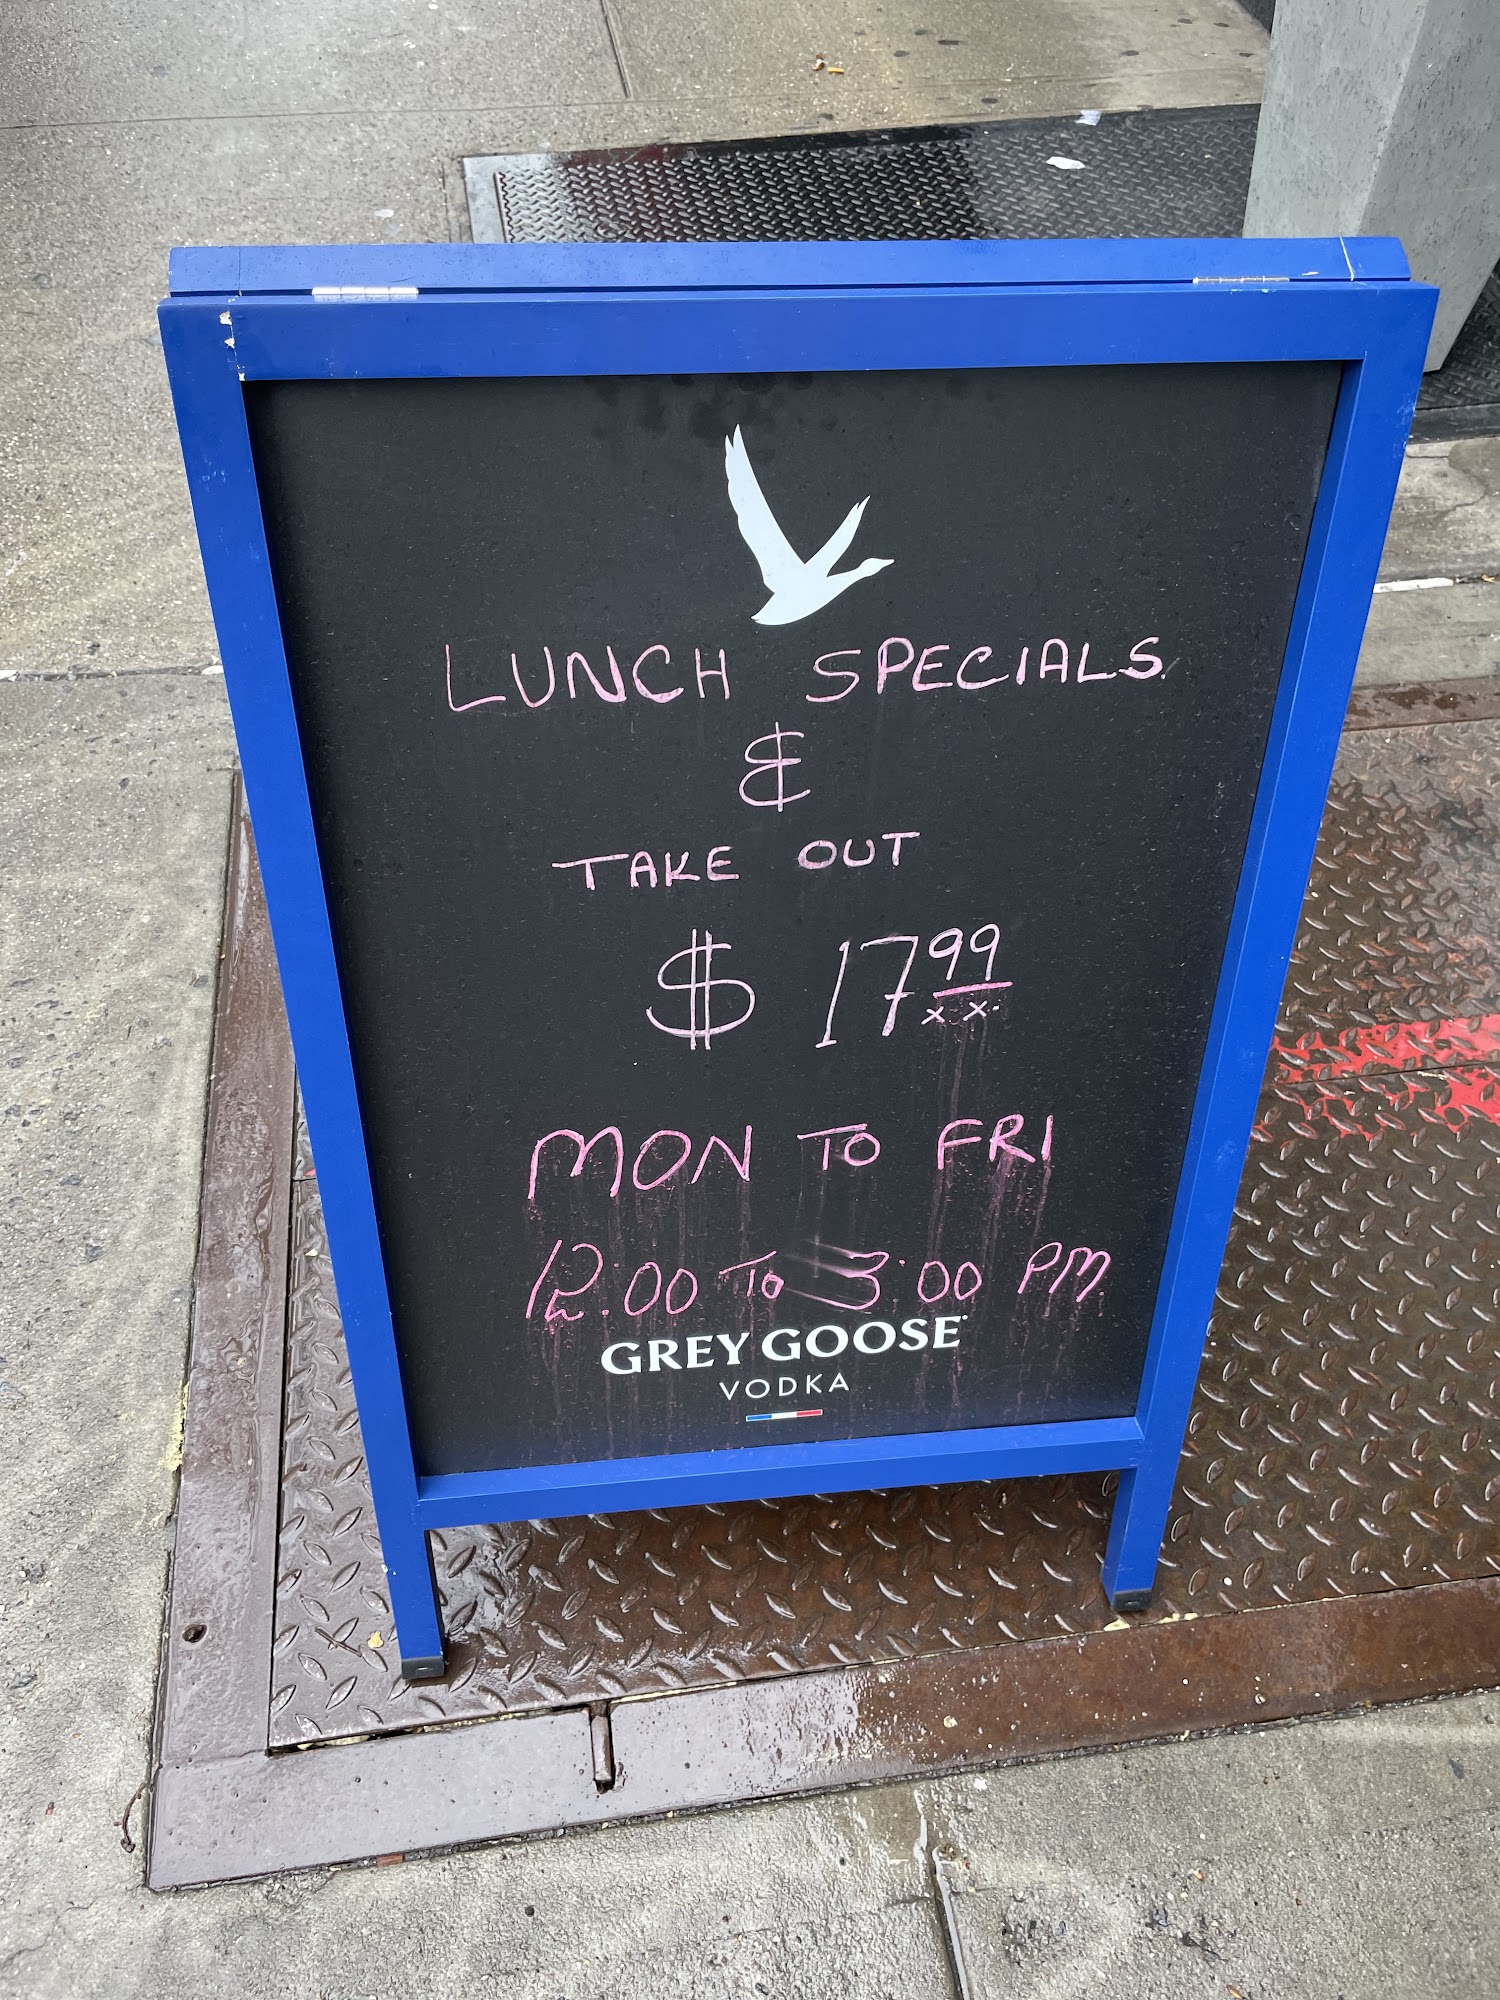 LUNCH SPECIALS.
&
TAKE OUT
$ 17 99
x x
MON TO FRI
12:00 To 3:00 PM.
GREY GOOSE
VODKA